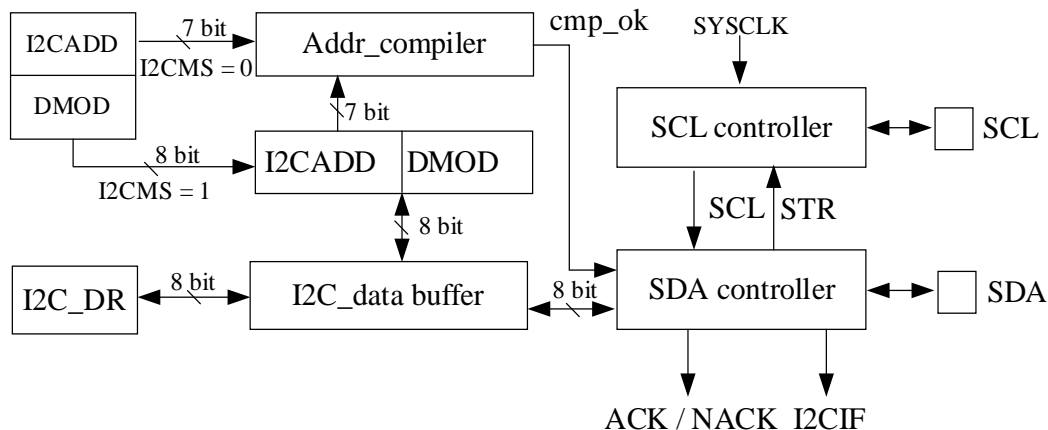 I2CADD
DMOD
7 bit
I2CMS = 0
Addr_compiler
cmp_ok
SYSCLK
7 bit
SCL controller
SCL
8 bit
I2CMS = 1
I2CADD
DMOD
SCL
STR
8 bit
I2C_DR
8 bit
I2C_data buffer
8 bit
SDA controller
SDA
ACK / NACK
I2CIF